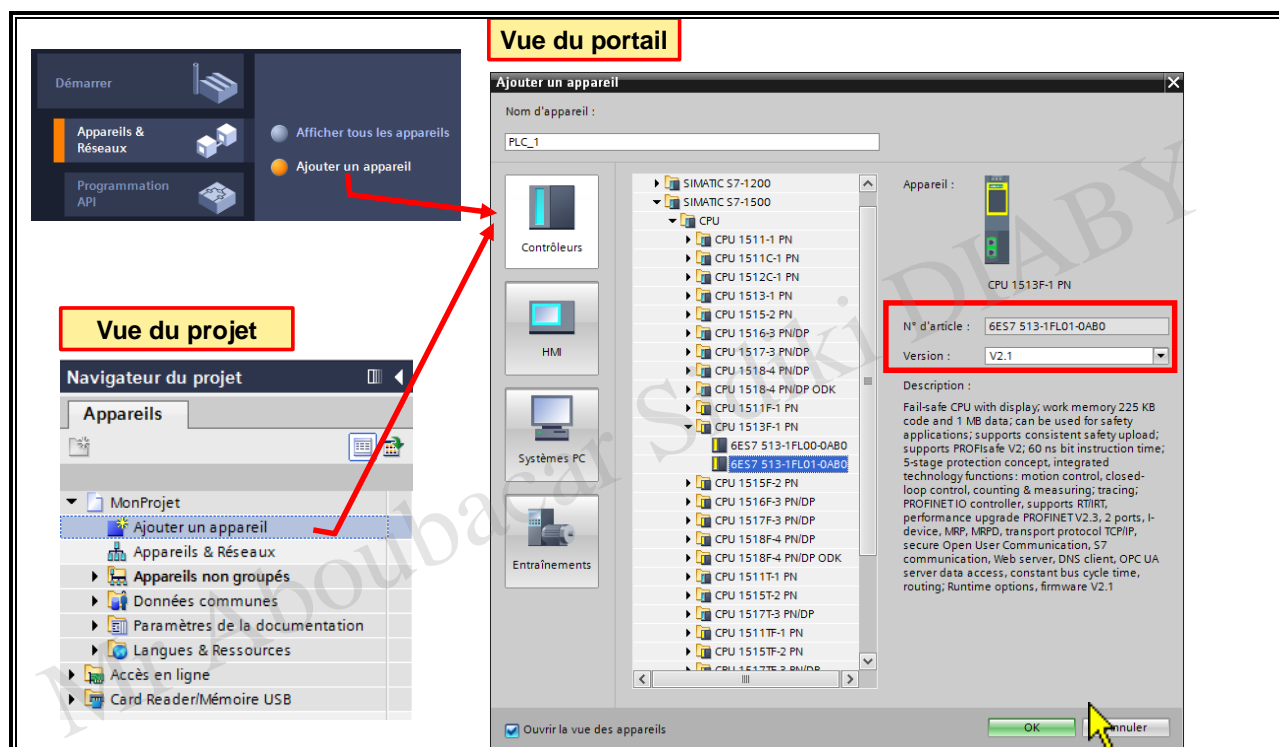 Vue du portail
Démarrer
Appareils &
Réseaux
Programmation
API
Afficher tous les appareils
Ajouter un appareil
Vue du projet
Navigateur du projet
Appareils
MonProjet
Ajouter un appareil
Appareils & Réseaux
Appareils non groupés
Données communes
Paramètres de la documentation
Langues & Ressources
Accès en ligne
Card Reader/Mémoire USB
Ajouter un appareil
Nom d'appareil :
PLC_1
Contrôleurs
HMI
Systèmes PC
Entraînements
SIMATIC S7-1200
SIMATIC S7-1500
CPU
CPU 1511-1 PN
CPU 1511C-1 PN
CPU 1512C-1 PN
CPU 1513-1 PN
CPU 1515-2 PN
CPU 1516-3 PN/DP
CPU 1517-3 PN/DP
CPU 1518-4 PN/DP
CPU 1518-4 PN/DP ODK
CPU 1511F-1 PN
CPU 1513F-1 PN
6ES7 513-1FL00-0AB0
6ES7 513-1FL01-0AB0
CPU 1515F-2 PN
CPU 1516F-3 PN/DP
CPU 1517F-3 PN/DP
CPU 1518F-4 PN/DP
CPU 1518F-4 PN/DP ODK
CPU 1511T-1 PN
CPU 1515T-2 PN
CPU 1517T-3 PN/DP
CPU 1511TF-1 PN
CPU 1515TF-2 PN
CPU 1517TF-3 PN/DP
Appareil :
CPU 1513F-1 PN
N° d'article :
6ES7 513-1FL01-0AB0
Version :
V2.1
Description :
Fail-safe CPU with display; work memory 225 KB
code and 1 MB data; can be used for safety
applications; supports consistent safety upload;
supports PROFIsafe V2; 60 ns bit instruction time;
5-stage protection concept, integrated
technology functions: motion control, closed-
loop control, counting & measuring; tracing;
PROFINET IO controller, supports RT/IRT,
performance upgrade PROFINET V2.3, 2 ports, I-
device, MRP, MRPD, transport protocol TCP/IP,
secure Open User Communication, S7
communication, Web server, DNS client, OPC UA
server data access, constant bus cycle time,
routing; Runtime options, firmware V2.1
Ouvrir la vue des appareils
OK
Mr Aboubacar Sidiki DIABY